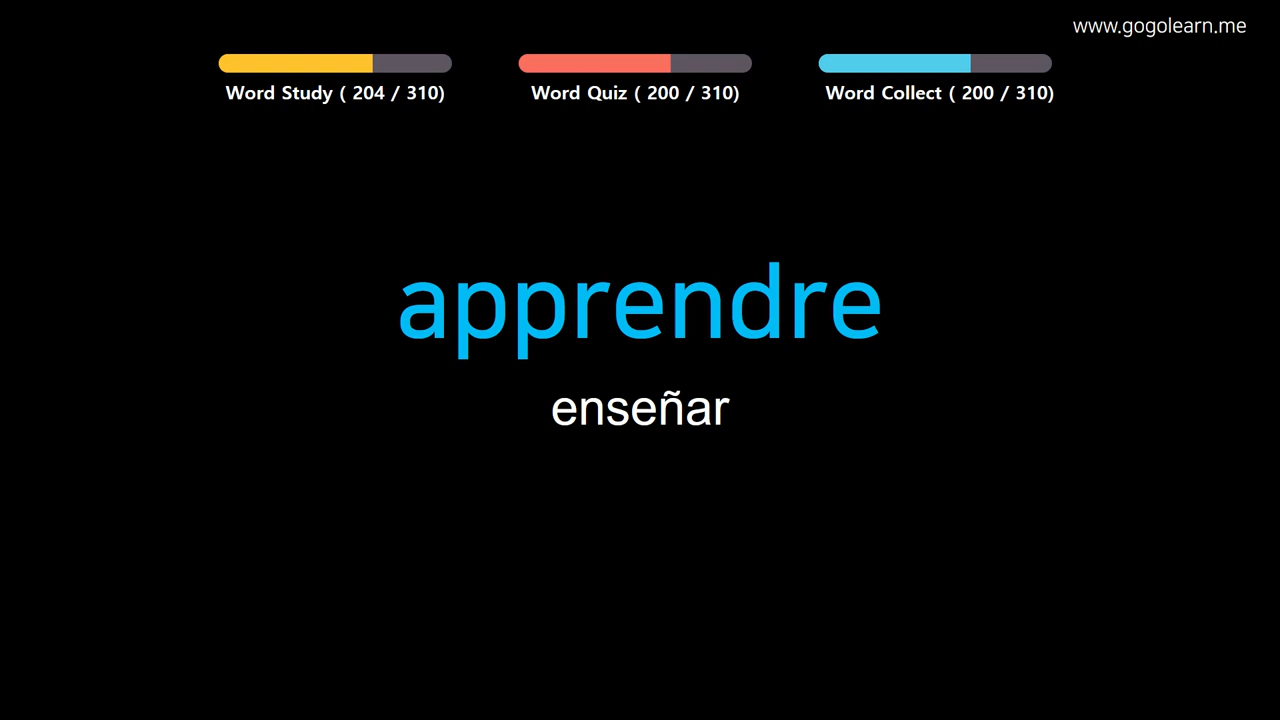 www.gogolearn.me
Word Study ( 204 / 310)
Word Quiz ( 200 / 310)
Word Collect ( 200 / 310)
apprendre
enseñar